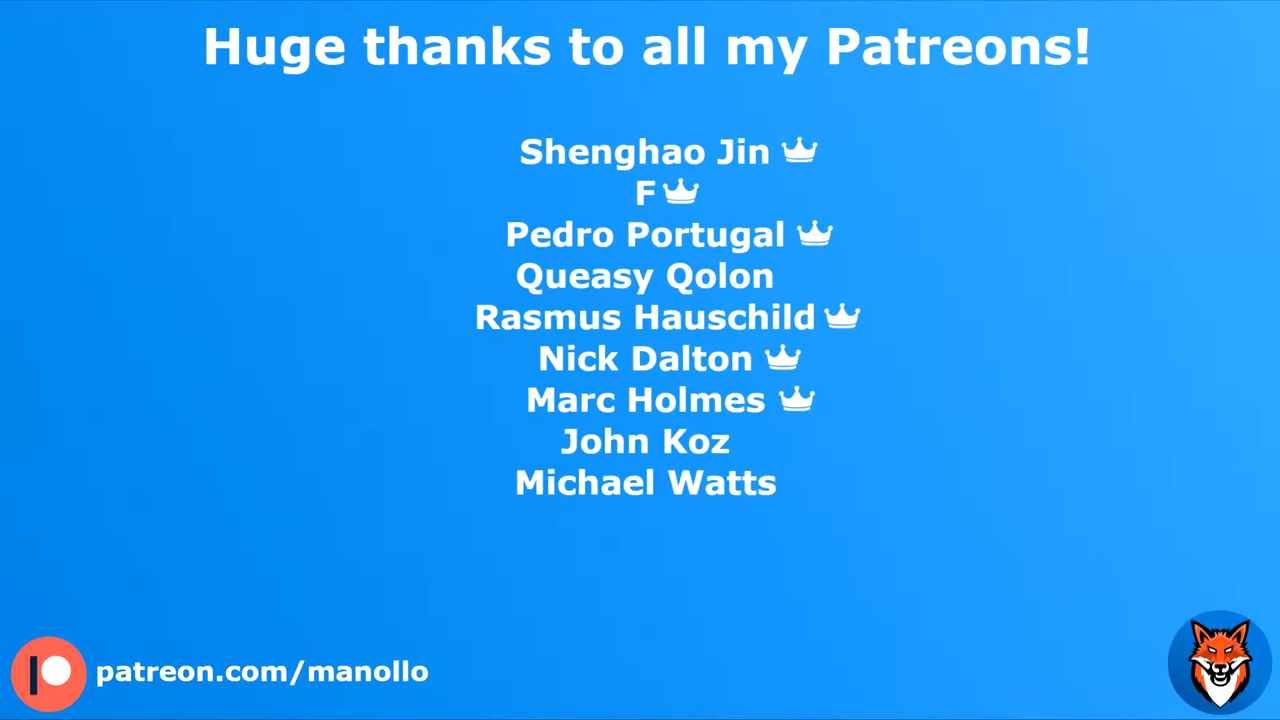 Huge thanks to all my Patreons!
Shenghao Jin
F
Pedro Portugal
Queasy Qolon
Rasmus Hauschild
Nick Dalton
Marc Holmes
John Koz
Michael Watts
patreon.com/manollo